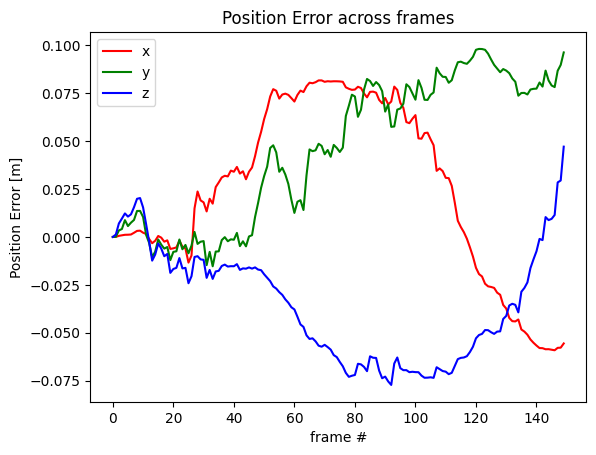 Position Error across frames
x
y
z
Position Error [m]
0.100
0.075
0.050
0.025
0.000
−0.025
−0.050
−0.075
0 20 40 60 80 100 120 140
frame #